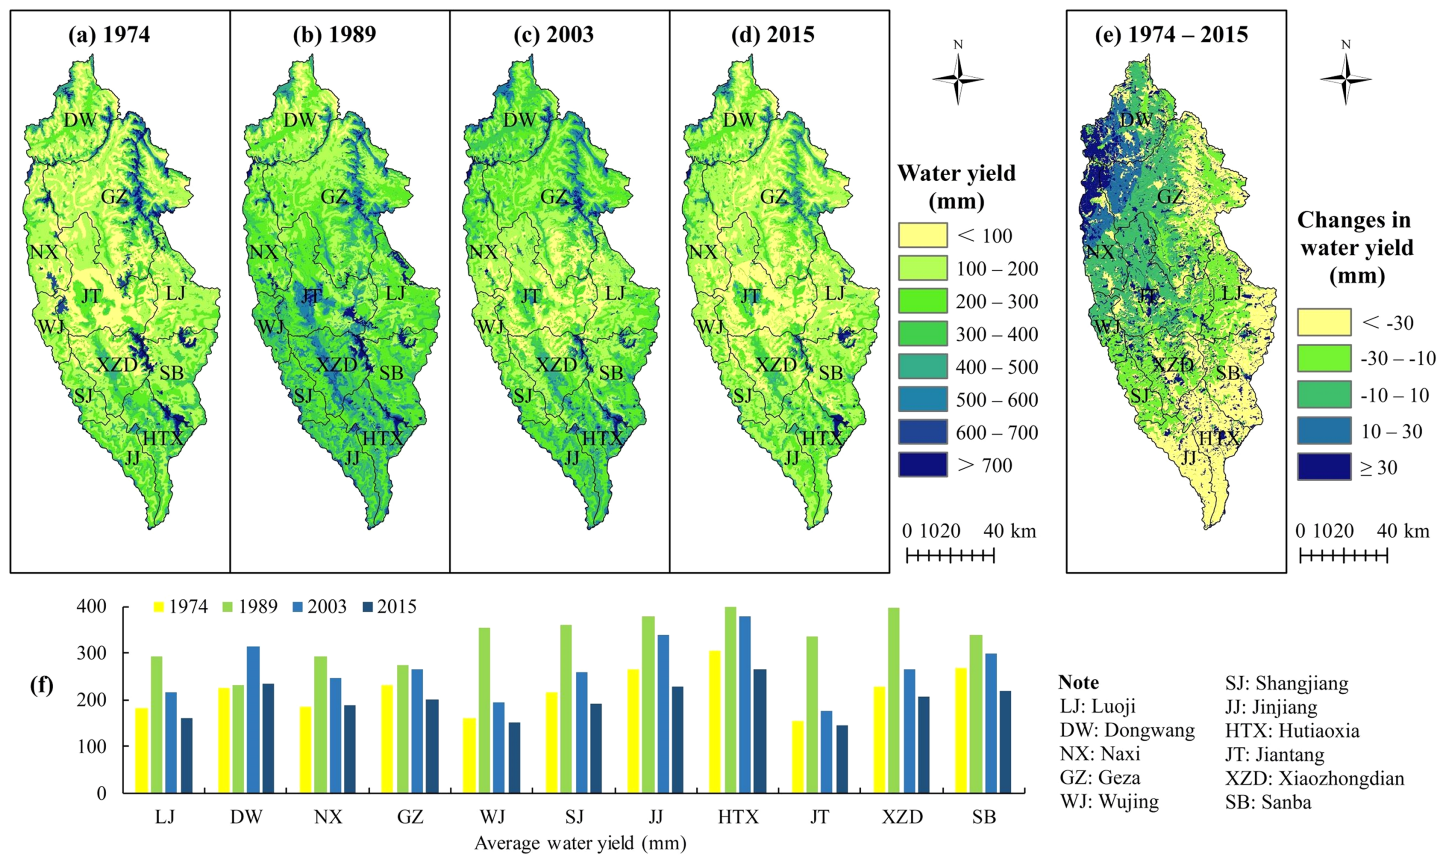 (a) 1974
(b) 1989
(c) 2003
(d) 2015
(e) 1974 – 2015
N
N
DW
GZ
NX
JT
LJ
WJ
XZD
SB
SJ
HTX
JJ
DW
GZ
NX
JT
LJ
WJ
XZD
SB
SJ
HTX
JJ
DW
GZ
NX
JT
LJ
WJ
XZD
SB
SJ
HTX
JJ
DW
GZ
NX
JT
LJ
WJ
XZD
SB
SJ
HTX
JJ
DW
GZ
NX
JT
LJ
WJ
XZD
SB
SJ
HTX
JJ
Water yield
(mm)
< 100
100 – 200
200 – 300
300 – 400
400 – 500
500 – 600
600 – 700
> 700
0 1020 40 km
Changes in
water yield
(mm)
< -30
-30 – -10
-10 – 10
10 – 30
≥ 30
0 1020 40 km
(f)
1974 1989 2003 2015
400
300
200
100
0
LJ DW NX GZ WJ SJ JJ HTX JT XZD SB
Average water yield (mm)
Note
LJ: Luoji
DW: Dongwang
NX: Naxi
GZ: Geza
WJ: Wujing
SJ: Shangjiang
JJ: Jinjiang
HTX: Hutiaoxia
JT: Jiantang
XZD: Xiaozhongdian
SB: Sanba